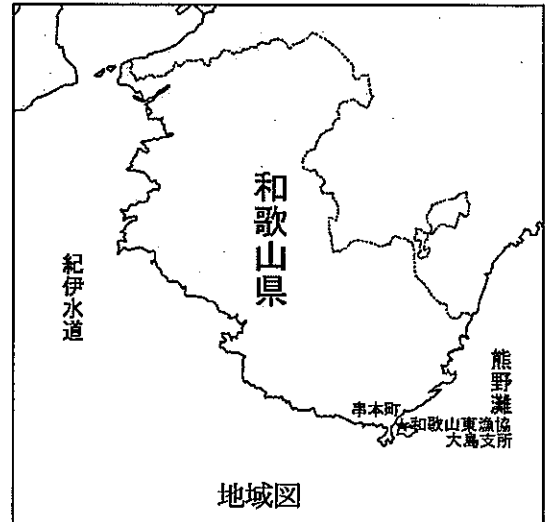 和歌山県
紀伊水道
熊野灘
串本町
☆和歌山東漁協
大島支所
地域図